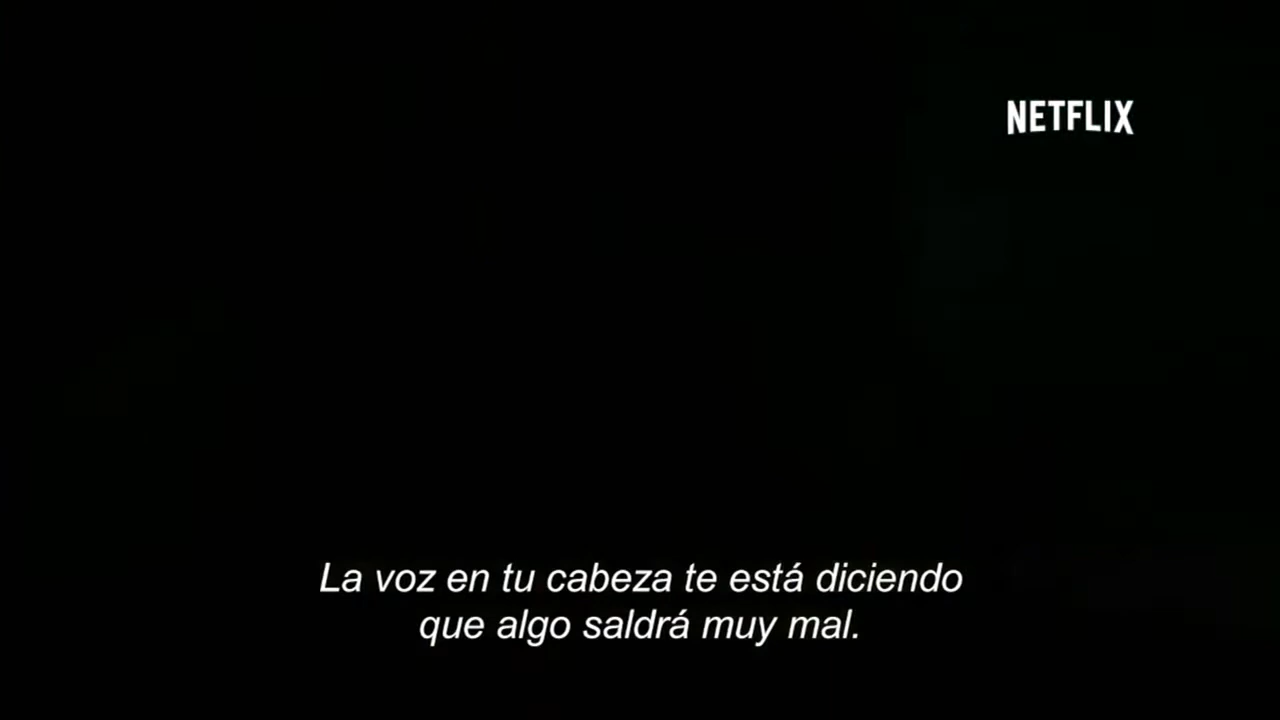 NETFLIX
La voz en tu cabeza te está diciendo
que algo saldrá muy mal.